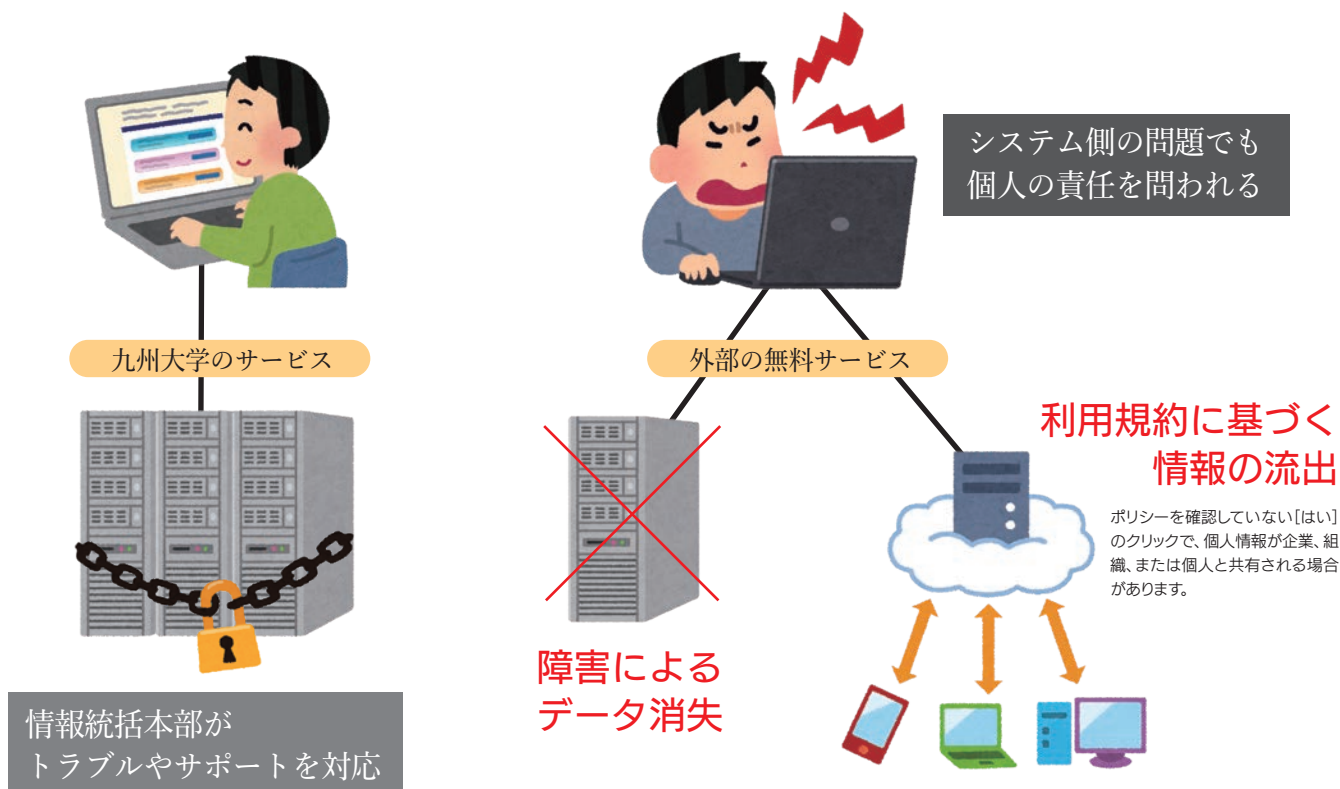 システム側の問題でも
個人の責任を問われる
九州大学のサービス
外部の無料サービス
利用規約に基づく
情報の流出
ポリシーを確認していない[はい]
のクリックで、個人情報が企業、組
織、または個人と共有される場合
があります。
障害による
データ消失
情報統括本部が
トラブルやサポートを対応